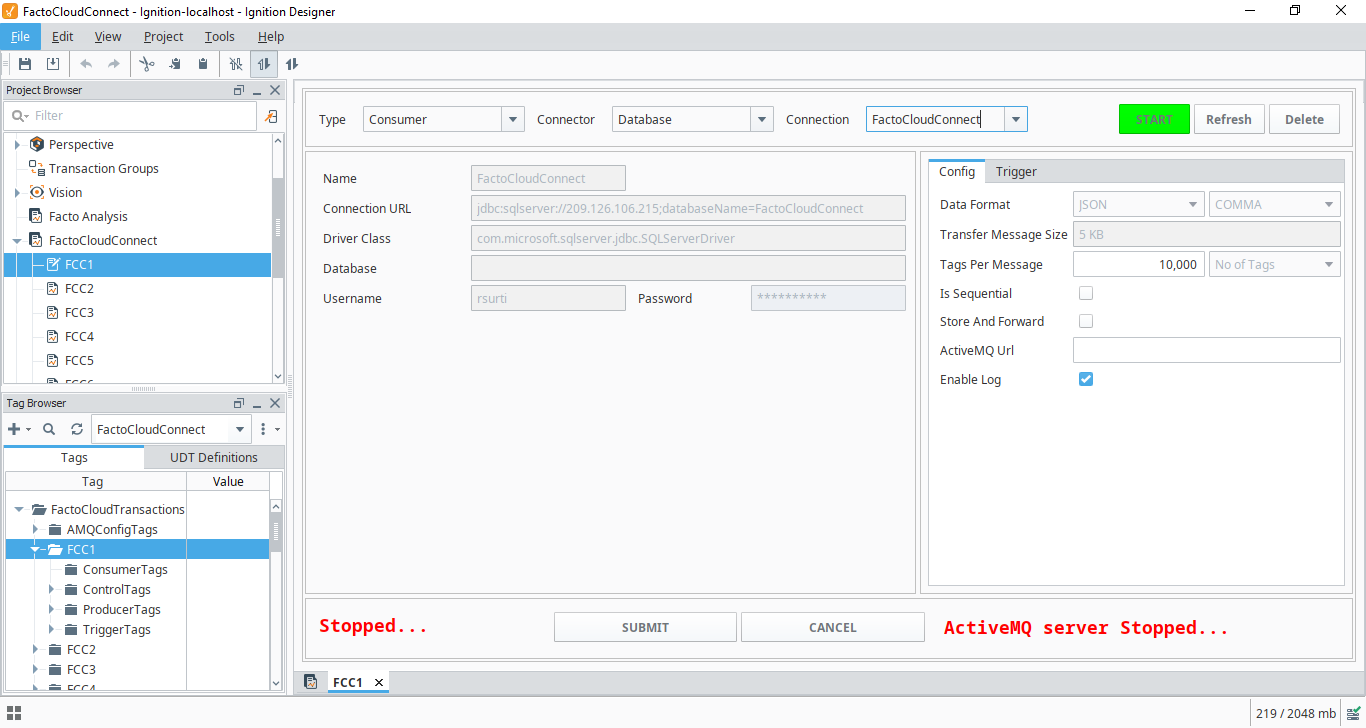 FactoCloudConnect - Ignition-localhost - Ignition Designer
File Edit View Project Tools Help
Project Browser
Filter
Perspective
Transaction Groups
Vision
Facto Analysis
FactoCloudConnect
FCC1
FCC2
FCC3
FCC4
FCC5
Tag Browser
FactoCloudConnect
Tags UDT Definitions
Tag Value
FactoCloudTransactions
AMQConfigTags
FCC1
ConsumerTags
ControlTags
ProducerTags
TriggerTags
FCC2
FCC3
FCC4
Type Consumer Connector Database Connection FactoCloudConnect START Refresh Delete
Name FactoCloudConnect
Connection URL jdbc:sqlserver://209.126.106.215;databaseName=FactoCloudConnect
Driver Class com.microsoft.sqlserver.jdbc.SQLServerDriver
Database
Username rsurti Password **********
Config Trigger
Data Format JSON COMMA
Transfer Message Size 5 KB
Tags Per Message 10,000 No of Tags
Is Sequential
Store And Forward
ActiveMQ Url
Enable Log
Stopped... SUBMIT CANCEL ActiveMQ server Stopped...
FCC1
219 / 2048 mb